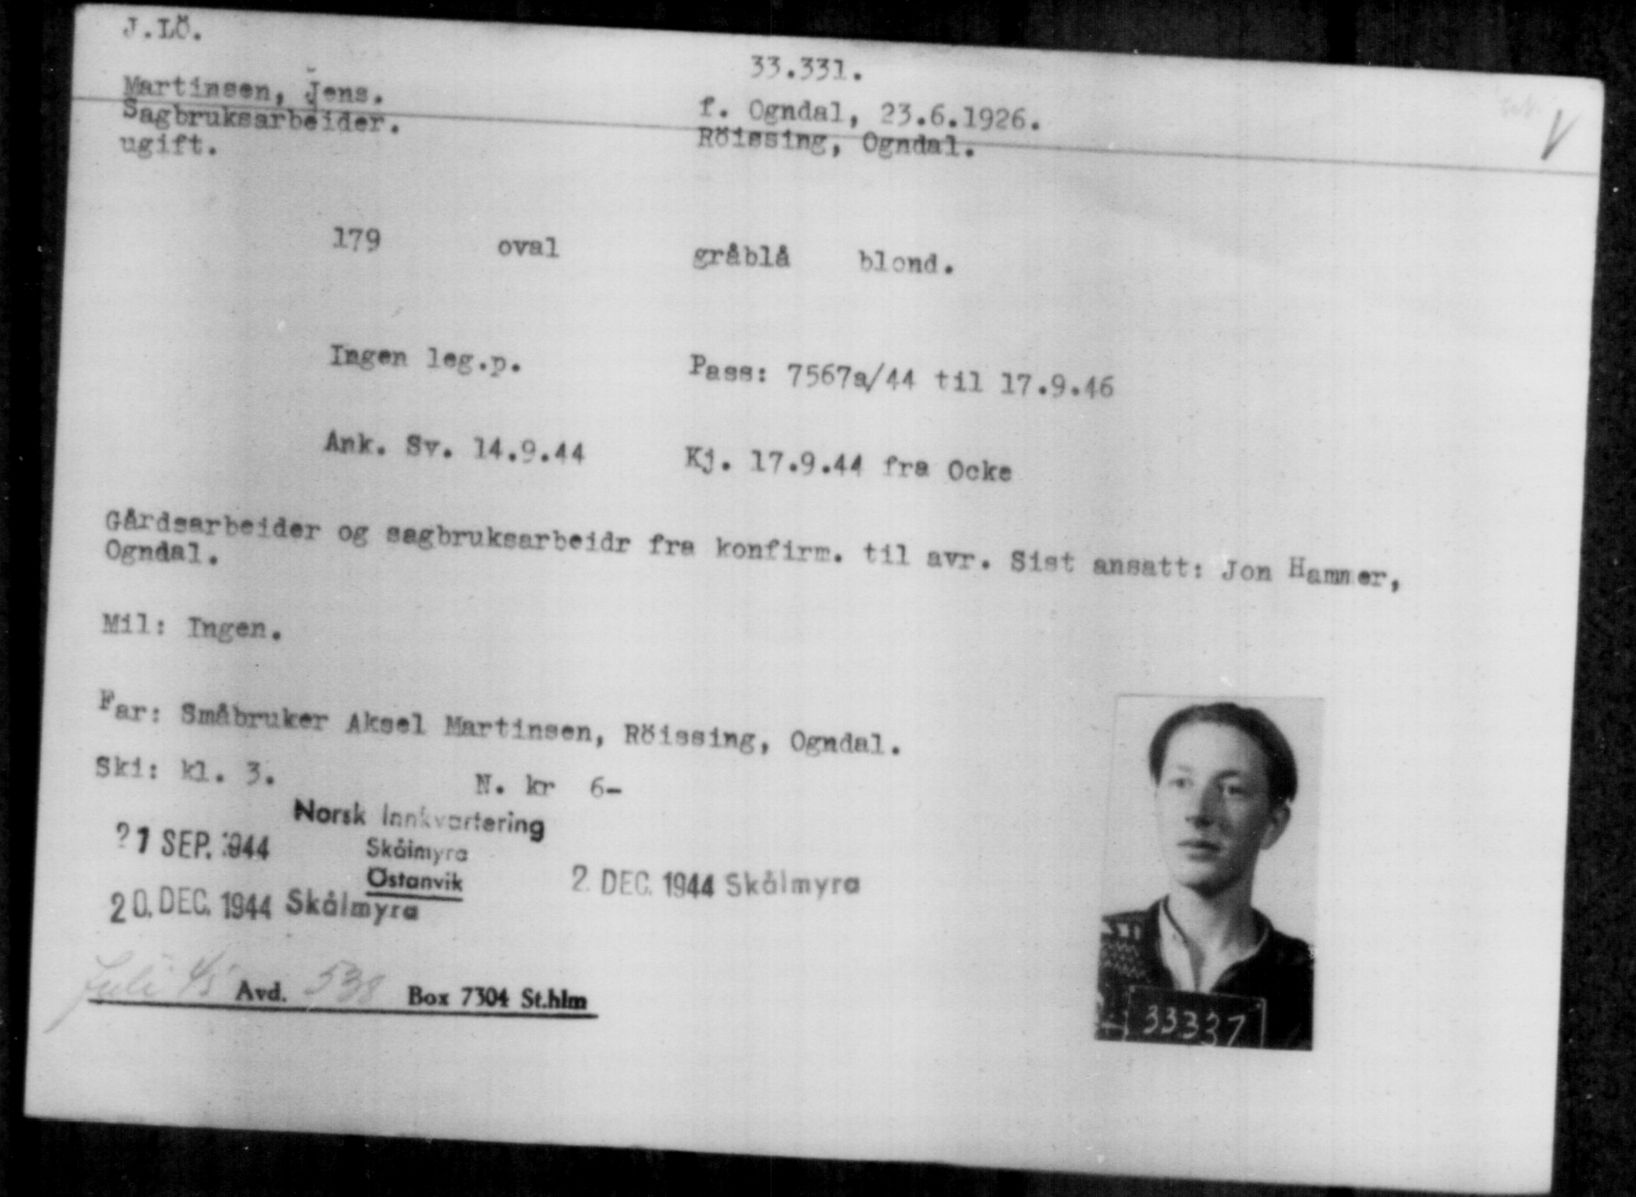 J.LÖ.
33.331.
Martinsen, Jens.
f. Ogndal, 23.6.1926.
Sagbruksarbeider.
Röissing, Ogndal.
ugift.
179 oval gråblå blond.
Ingen leg.p. Pass: 7567a/44 til 17.9.46
Ank. Sv. 14.9.44 Kj. 17.9.44 fra Ocke
Gårdsarbeider og sagbruksarbeidr fra konfirm. til avr. Sist ansatt: Jon Hammer,
Ogndal.
Mil: Ingen.
Far: Småbruker Aksel Martinsen, Röissing, Ogndal.
Ski: kl. 3. N. kr 6-
Norsk Innkvartering
21 SEP. 1944 Skålmyra
Östanvik
2 DEC. 1944 Skålmyra
20. DEC. 1944 Skålmyra
Juli 45 Avd. 538 Box 7304 St.hlm
33331